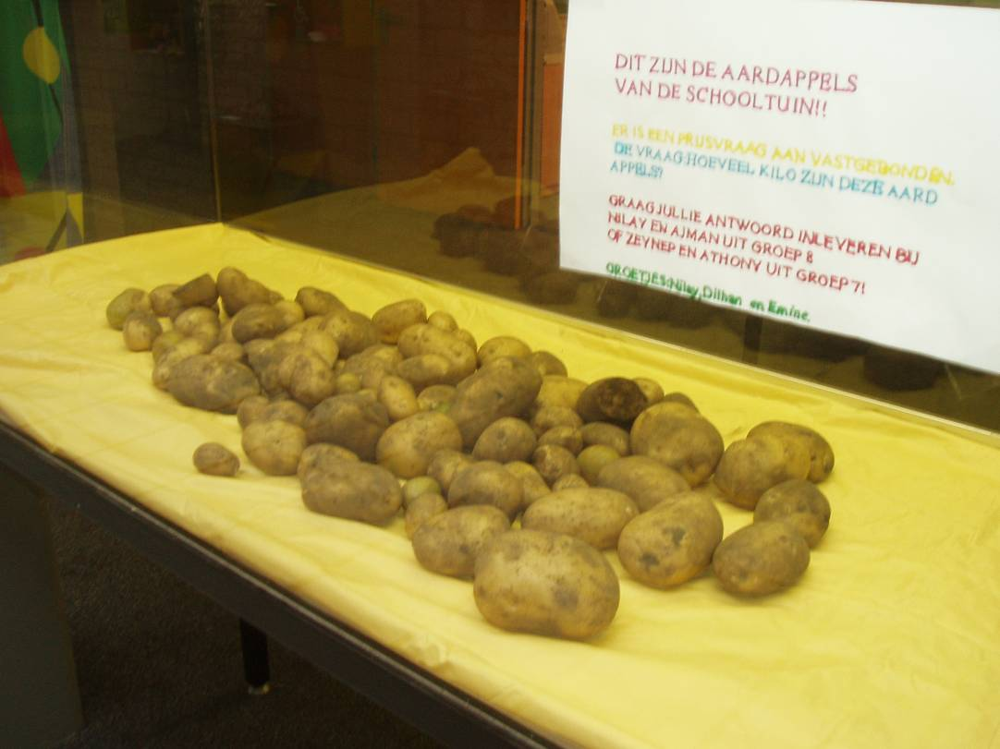 DIT ZIJN DE AARDAPPELS
VAN DE SCHOOLTUIN!!
ER IS EEN PRIJSVRAAG AAN VASTGEBONDEN.
DE VRAAG:HOEVEEL KILO ZIJN DEZE AARD
APPELS?
GRAAG JULLIE ANTWOORD INLEVEREN BIJ
NILAY EN AJMAN UIT GROEP 8
OF ZEYNEP EN ATHONY UIT GROEP 7!
GROETJES:Nilay, Dilhan en Emine.